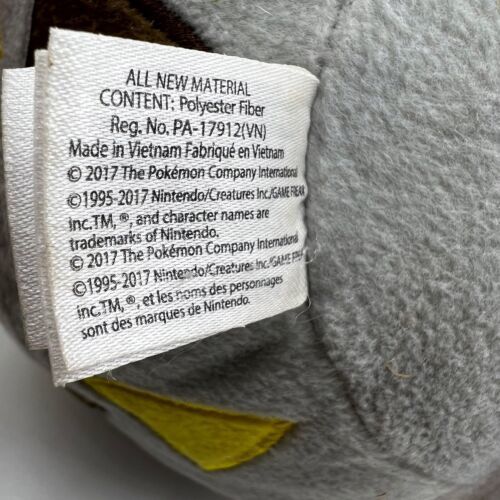 ALL NEW MATERIAL
CONTENT: Polyester Fiber
Reg. No. PA-17912(VN)
Made in Vietnam Fabriqué en Vietnam
© 2017 The Pokémon Company International
©1995-2017 Nintendo/Creatures Inc./GAME FREAK
inc.TM, ®, and character names are
trademarks of Nintendo.
© 2017 The Pokémon Company International
©1995-2017 Nintendo/Creatures Inc./GAME FREAK
inc.TM, ®, et les noms des personnages
sont des marques de Nintendo.